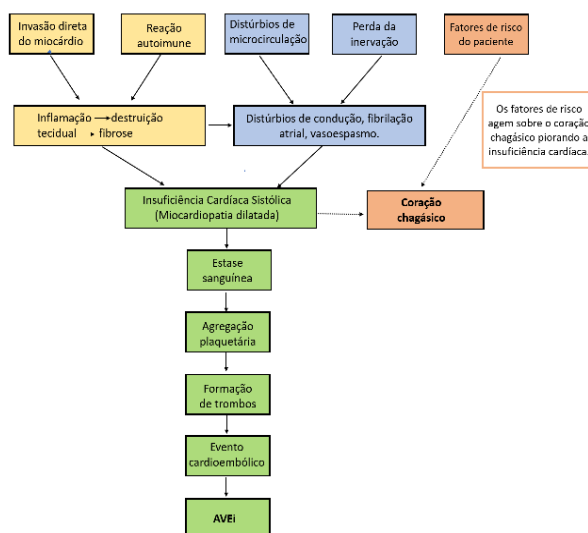 Invasão direta
do miocárdio
Reação
autoimune
Distúrbios de
microcirculação
Perda da
inervação
Fatores de risco
do paciente
Os fatores de risco
agem sobre o coração
chagásico piorando a
insuficiência cardíaca.
Inflamação → destruição
tecidual fibrose
Distúrbios de condução, fibrilação
atrial, vasoespasmo.
Insuficiência Cardíaca Sistólica
(Miocardiopatia dilatada)
Coração
chagásico
Estase
sanguínea
Agregação
plaquetária
Formação
de trombos
Evento
cardioembólico
AVEi